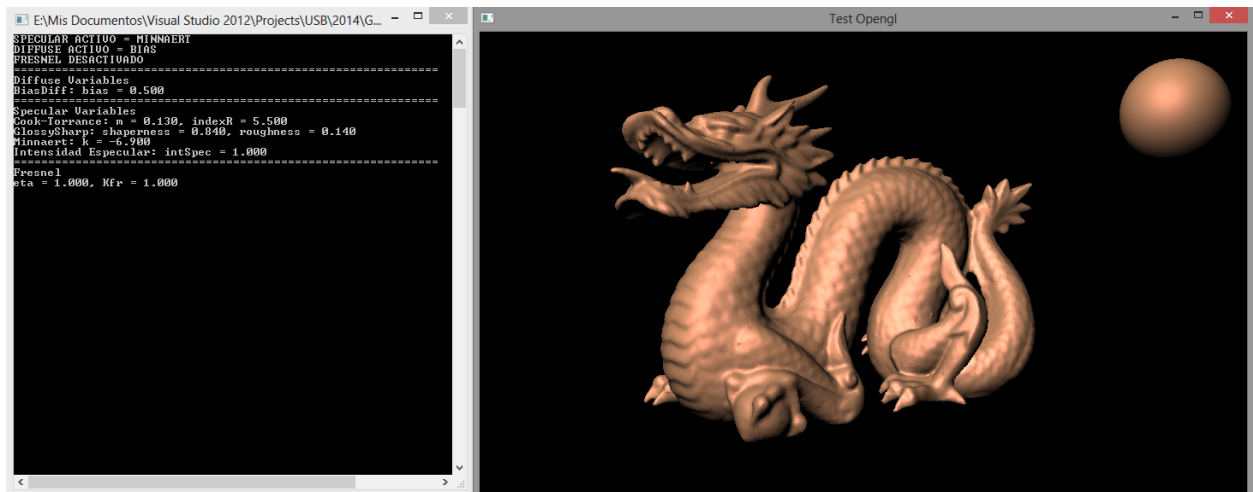 E:\Mis Documentos\Visual Studio 2012\Projects\USB\2014\G...
SPECULAR ACTIVO = MINNAERT
DIFFUSE ACTIVO = BIAS
FRESNEL DESACTIVADO
==============================================================
Diffuse Variables
BiasDiff: bias = 0.500
==============================================================
Specular Variables
Cook-Torrance: m = 0.130, indexR = 5.500
GlossySharp: shaperness = 0.840, roughness = 0.140
Minnaert: k = -6.900
Intensidad Especular: intSpec = 1.000
==============================================================
Fresnel
eta = 1.000, Kfr = 1.000
Test Opengl